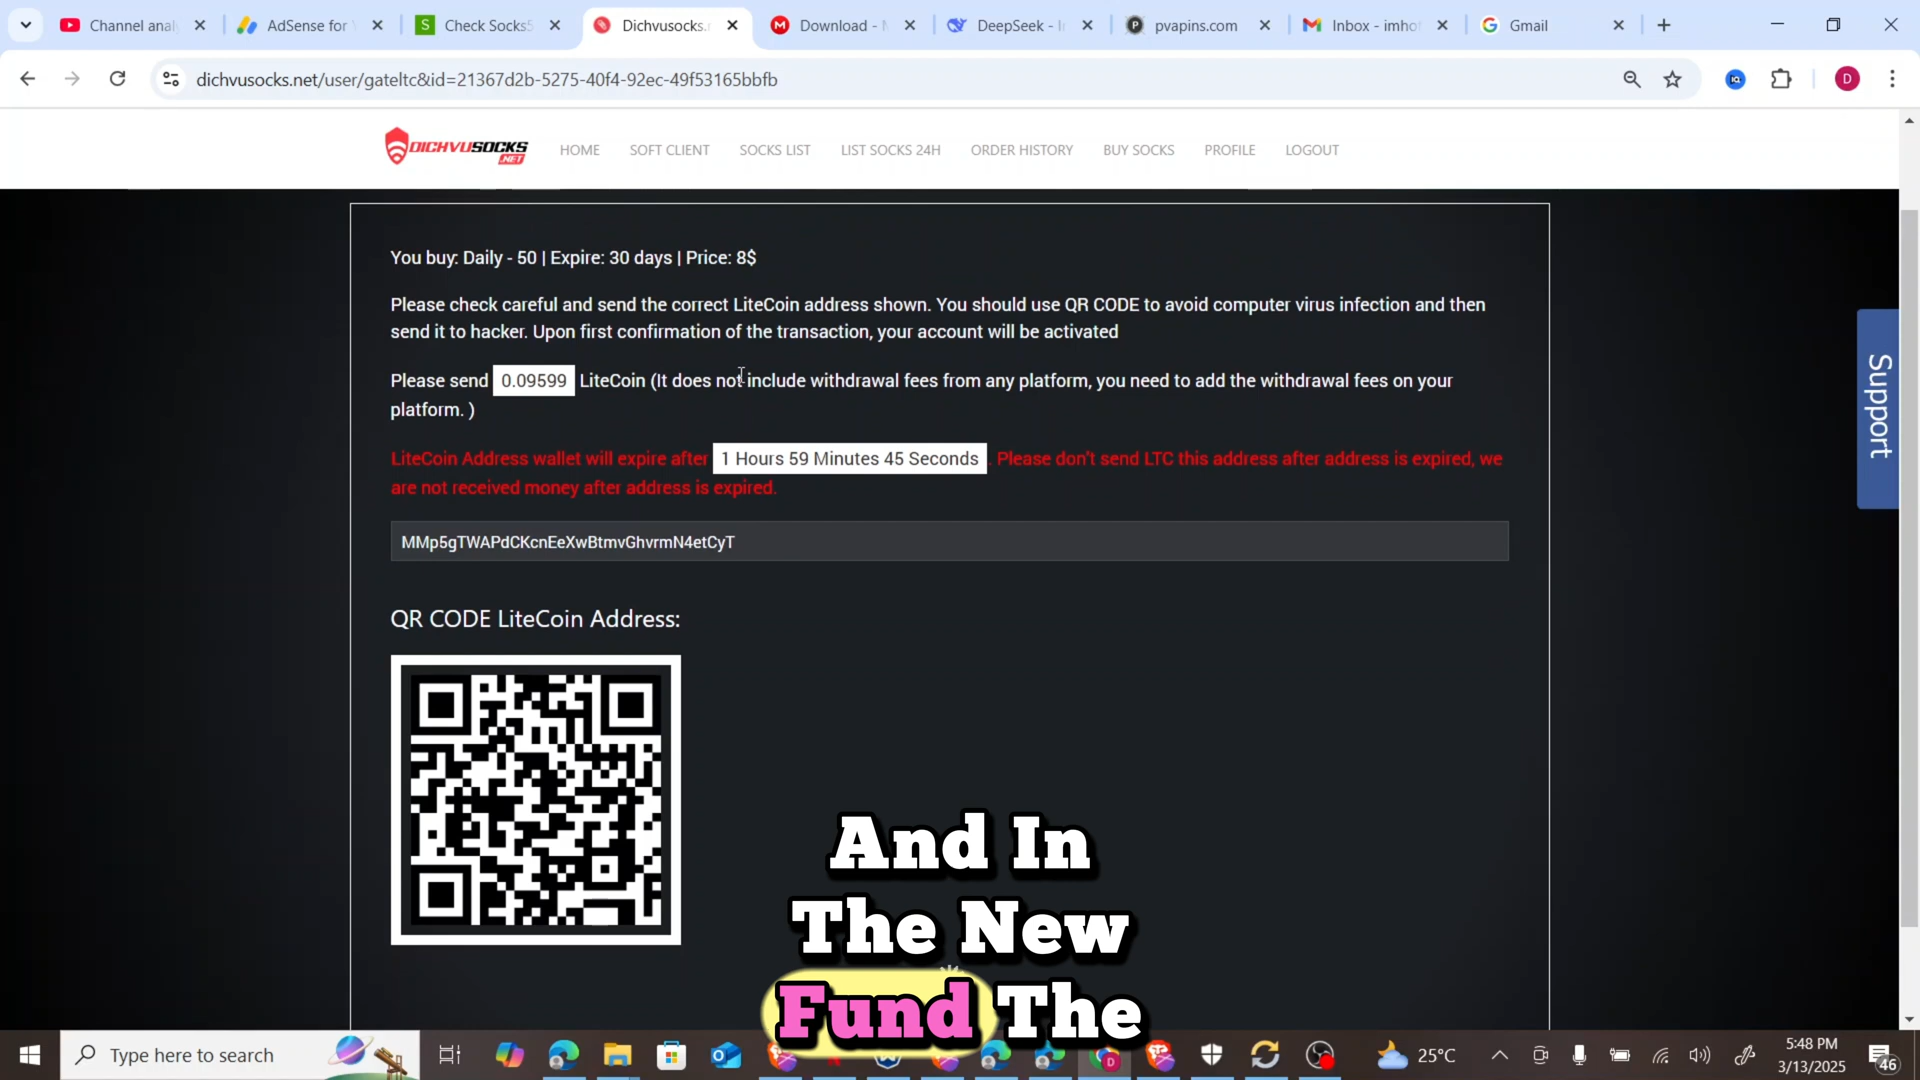 Channel anal
AdSense for Y
Check Socks5
Dichvusocks.
Download - M
DeepSeek - In
pvapins.com
Inbox - imhot
Gmail
dichvusocks.net/user/gateltc&id=21367d2b-5275-40f4-92ec-49f53165bbfb
D
DICHVUSOCKS
.NET
HOME
SOFT CLIENT
SOCKS LIST
LIST SOCKS 24H
ORDER HISTORY
BUY SOCKS
PROFILE
LOGOUT
You buy: Daily - 50 | Expire: 30 days | Price: 8$
Please check careful and send the correct LiteCoin address shown. You should use QR CODE to avoid computer virus infection and then
send it to hacker. Upon first confirmation of the transaction, your account will be activated
Please send 0.09599 LiteCoin (It does not include withdrawal fees from any platform, you need to add the withdrawal fees on your
platform. )
LiteCoin Address wallet will expire after 1 Hours 59 Minutes 45 Seconds . Please don't send LTC this address after address is expired, we
are not received money after address is expired.
MMp5gTWAPdCKcnEeXwBtmvGhvrmN4etCyT
QR CODE LiteCoin Address:
Support
And In
The New
Fund The
Type here to search
25°C
5:48 PM
3/13/2025
46